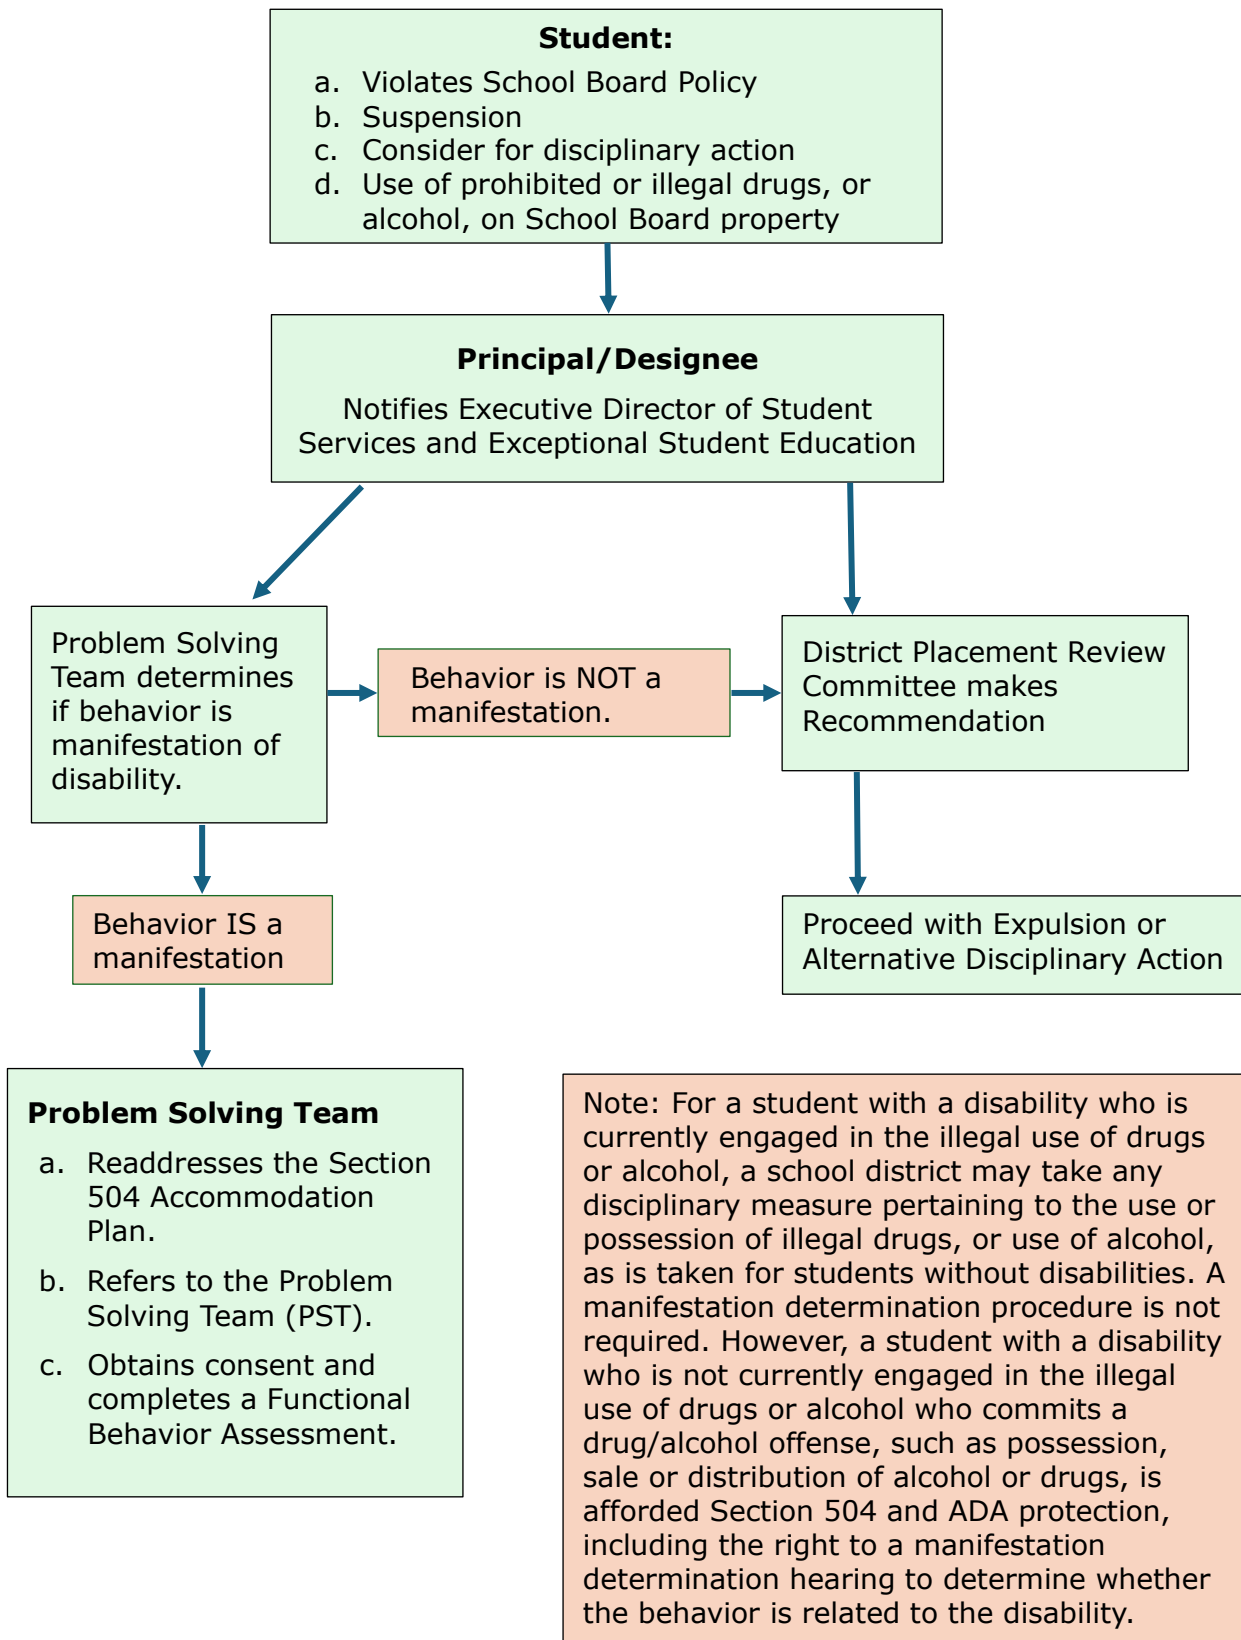 Student:
a. Violates School Board Policy
b. Suspension
c. Consider for disciplinary action
d. Use of prohibited or illegal drugs, or
alcohol, on School Board property
Principal/Designee
Notifies Executive Director of Student
Services and Exceptional Student Education
Problem Solving
Team determines
if behavior is
manifestation of
disability.
Behavior is NOT a
manifestation.
District Placement Review
Committee makes
Recommendation
Behavior IS a
manifestation
Proceed with Expulsion or
Alternative Disciplinary Action
Problem Solving Team
a. Readdresses the Section
504 Accommodation
Plan.
b. Refers to the Problem
Solving Team (PST).
c. Obtains consent and
completes a Functional
Behavior Assessment.
Note: For a student with a disability who is
currently engaged in the illegal use of drugs
or alcohol, a school district may take any
disciplinary measure pertaining to the use or
possession of illegal drugs, or use of alcohol,
as is taken for students without disabilities. A
manifestation determination procedure is not
required. However, a student with a disability
who is not currently engaged in the illegal
use of drugs or alcohol who commits a
drug/alcohol offense, such as possession,
sale or distribution of alcohol or drugs, is
afforded Section 504 and ADA protection,
including the right to a manifestation
determination hearing to determine whether
the behavior is related to the disability.